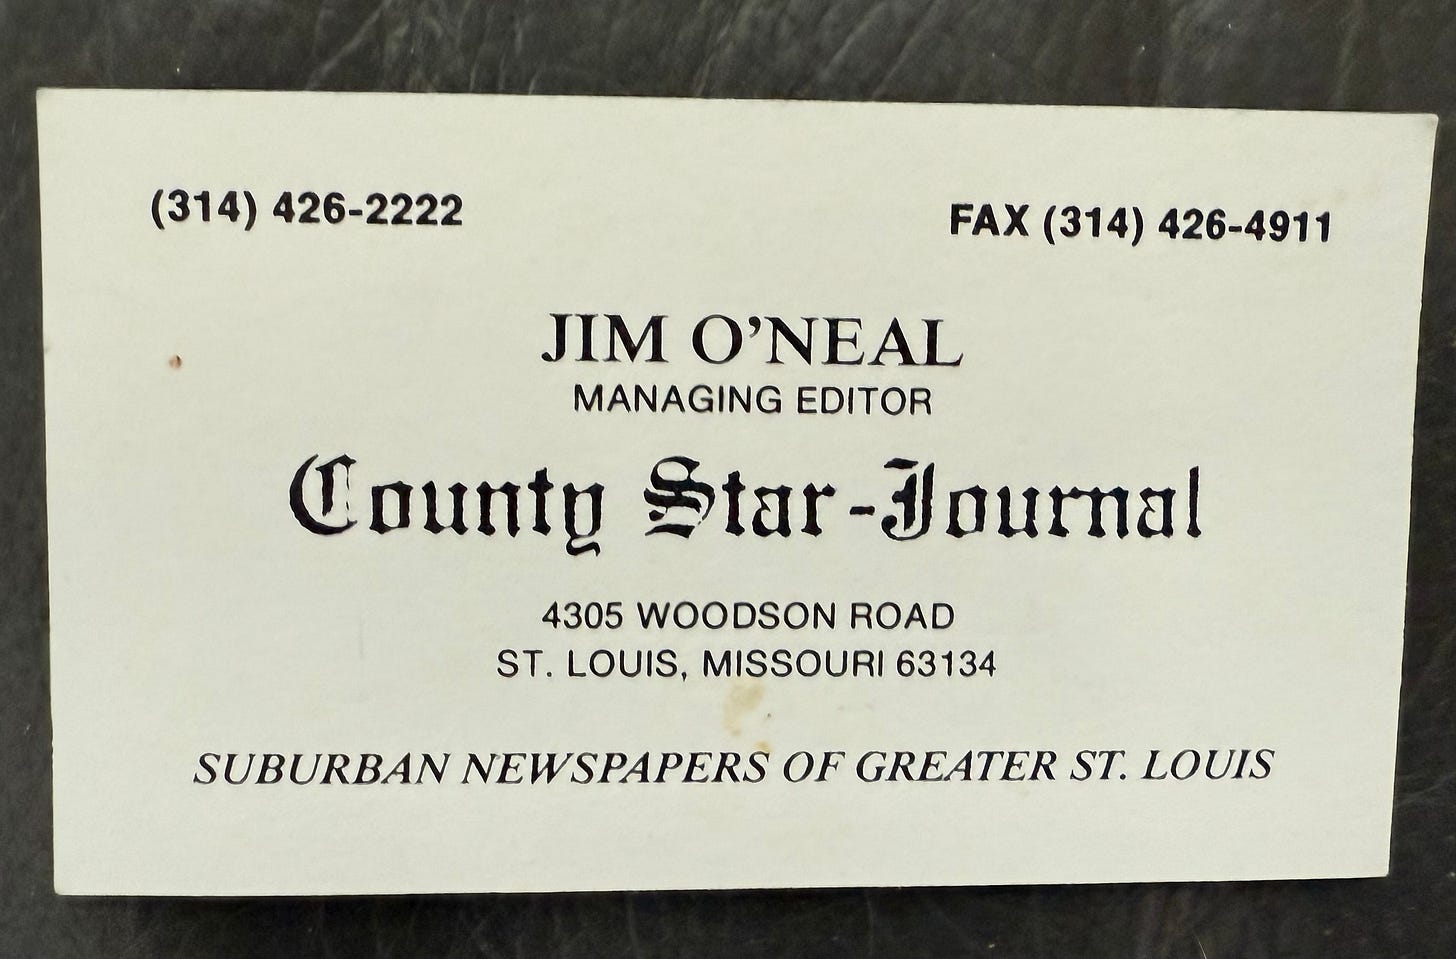 (314) 426-2222
FAX (314) 426-4911
JIM O'NEAL
MANAGING EDITOR
County Star-Journal
4305 WOODSON ROAD
ST. LOUIS, MISSOURI 63134
SUBURBAN NEWSPAPERS OF GREATER ST. LOUIS